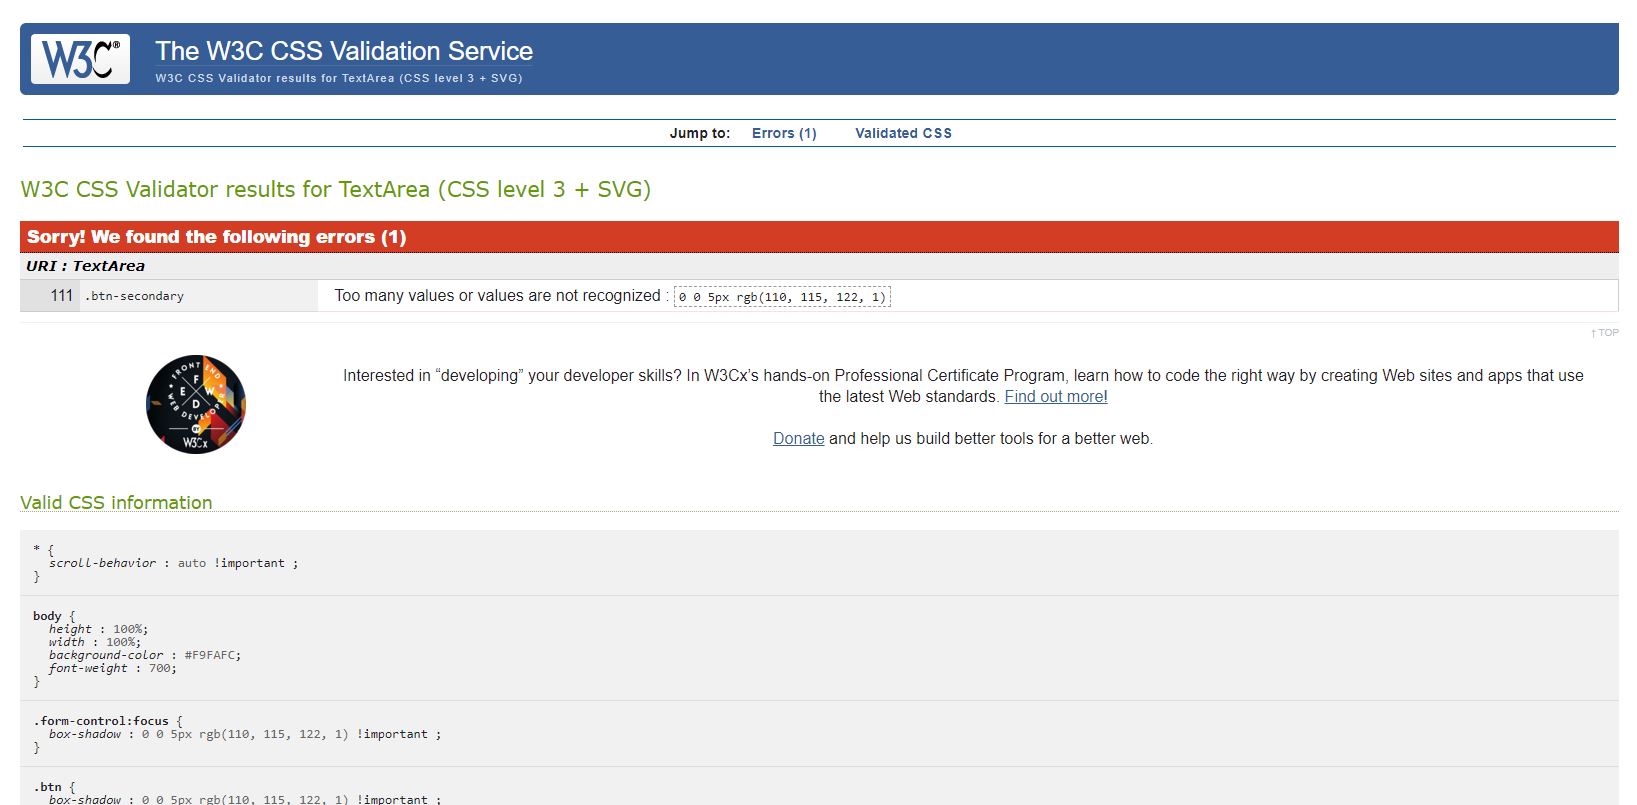 W3C®
The W3C CSS Validation Service
W3C CSS Validator results for TextArea (CSS level 3 + SVG)
Jump to: Errors (1) Validated CSS
W3C CSS Validator results for TextArea (CSS level 3 + SVG)
Sorry! We found the following errors (1)
URI : TextArea
111 .btn-secondary Too many values or values are not recognized : 0 0 5px rgb(110, 115, 122, 1)
↑ TOP
FRONT END
F
E W
D
WEB DEVELOPER
BY
W3Cx
Interested in “developing” your developer skills? In W3Cx’s hands-on Professional Certificate Program, learn how to code the right way by creating Web sites and apps that use
the latest Web standards. Find out more!
Donate and help us build better tools for a better web.
Valid CSS information
* {
scroll-behavior : auto !important ;
}
body {
height : 100%;
width : 100%;
background-color : #F9FAFC;
font-weight : 700;
}
.form-control:focus {
box-shadow : 0 0 5px rgb(110, 115, 122, 1) !important ;
}
.btn {
box-shadow : 0 0 5px rgb(110, 115, 122, 1) !important ;